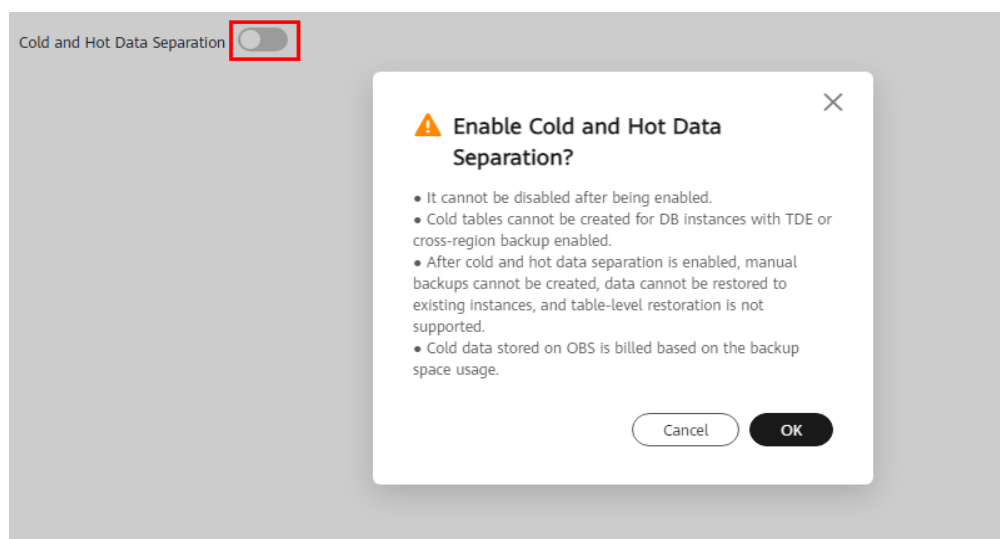 Cold and Hot Data Separation
Enable Cold and Hot Data
Separation?
● It cannot be disabled after being enabled.
● Cold tables cannot be created for DB instances with TDE or
cross-region backup enabled.
● After cold and hot data separation is enabled, manual
backups cannot be created, data cannot be restored to
existing instances, and table-level restoration is not
supported.
● Cold data stored on OBS is billed based on the backup
space usage.
Cancel OK